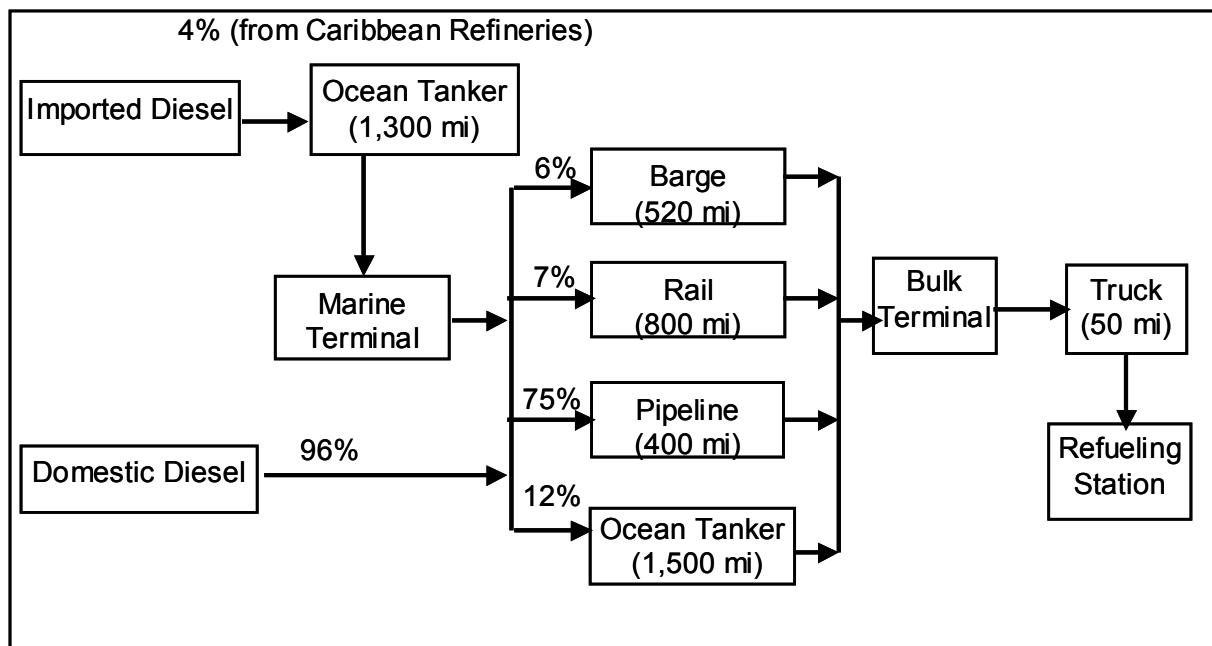 4% (from Caribbean Refineries)
Imported Diesel
Ocean Tanker
(1,300 mi)
Marine
Terminal
Domestic Diesel
96%
6%
Barge
(520 mi)
7%
Rail
(800 mi)
75%
Pipeline
(400 mi)
12%
Ocean Tanker
(1,500 mi)
Bulk
Terminal
Truck
(50 mi)
Refueling
Station